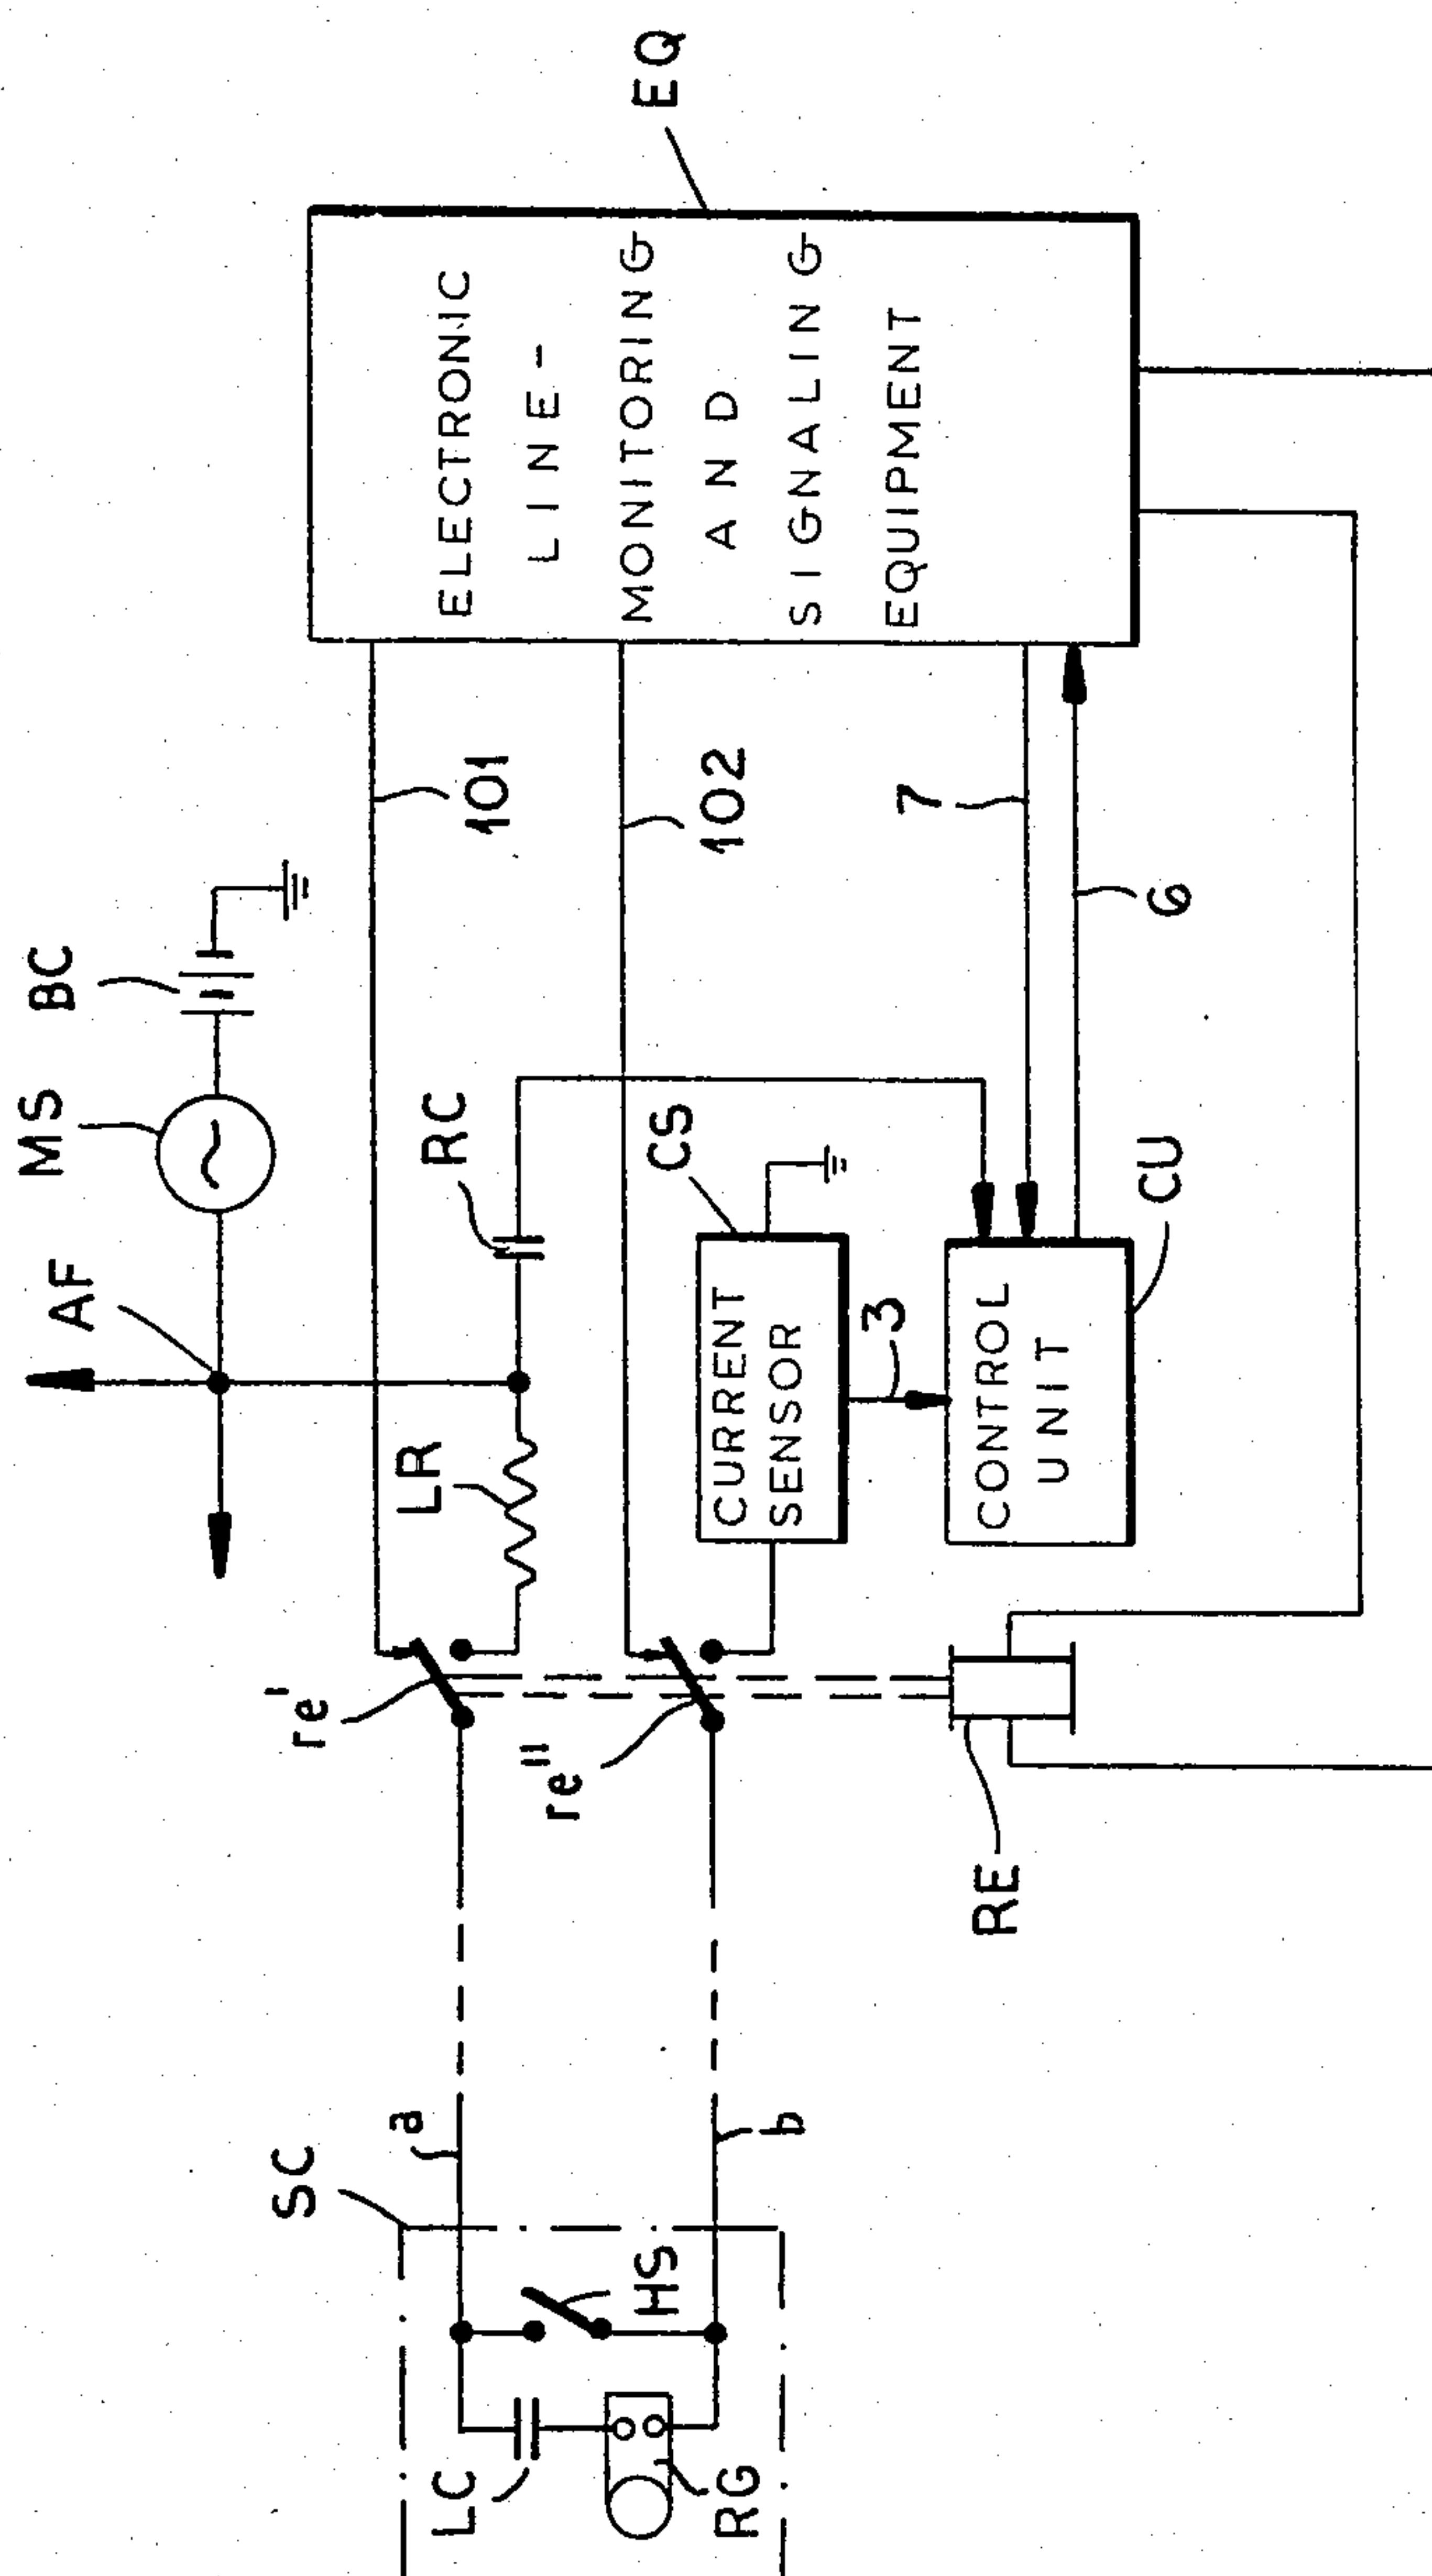 EQ
ELECTRONIC
LINE-
MONITORING
AND
SIGNALING
EQUIPMENT
101
102
7
6
BC
MS
AF
RC
LR
CS
CURRENT
SENSOR
3
CONTROL
UNIT
CU
re'
re"
RE
SC
a
b
HS
LC
RG